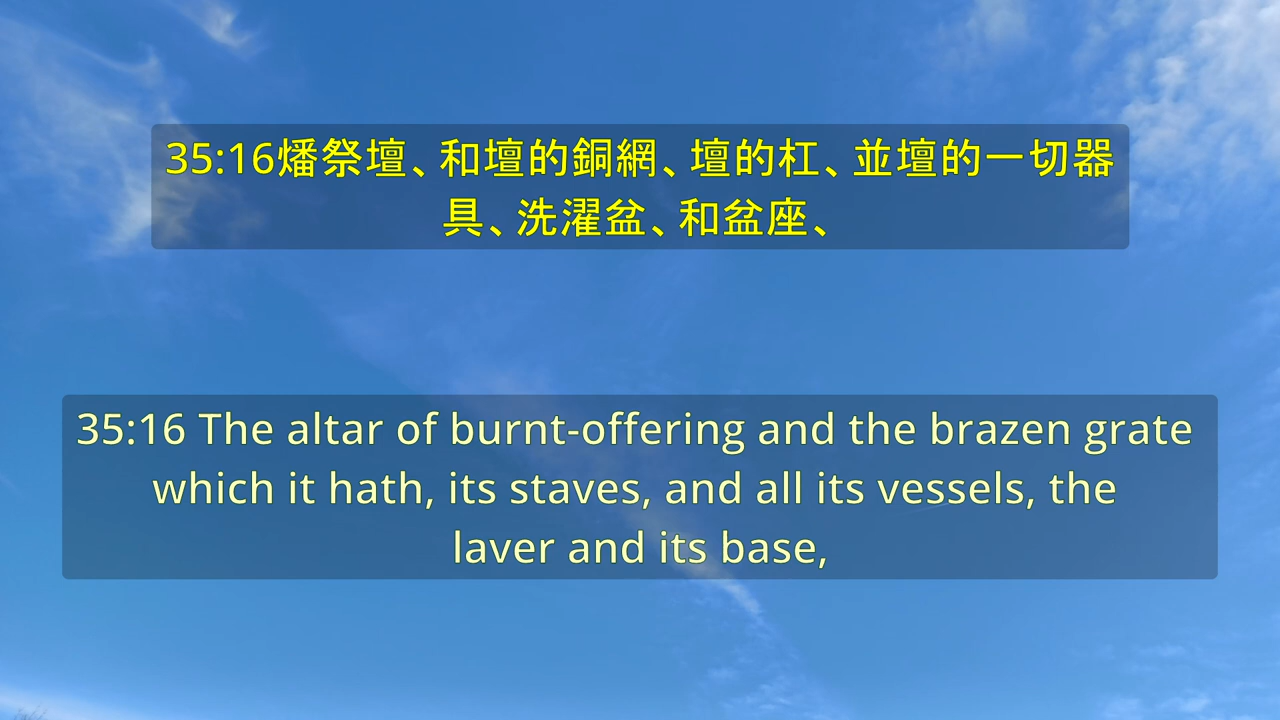 35:16燔祭壇、和壇的銅網、壇的杠、並壇的一切器
具、洗濯盆、和盆座、
35:16 The altar of burnt-offering and the brazen grate
which it hath, its staves, and all its vessels, the
laver and its base,